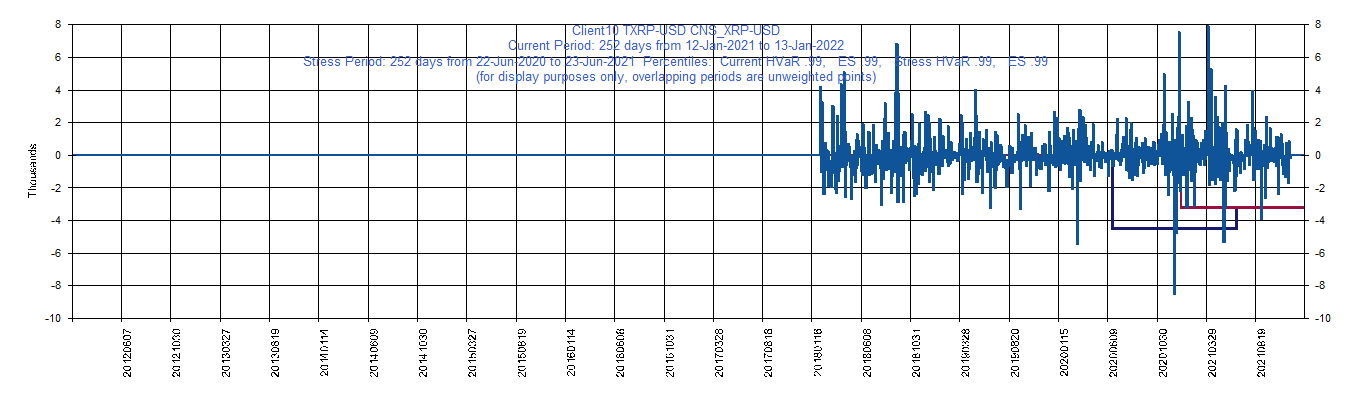 Client10 TXRP-USD CNS_XRP-USD
Current Period: 252 days from 12-Jan-2021 to 13-Jan-2022
Stress Period: 252 days from 22-Jun-2020 to 23-Jun-2021 Percentiles: Current HVaR .99, ES .99, Stress HVaR .99, ES .99
(for display purposes only, overlapping periods are unweighted points)
8 8
6 6
4 4
2 2
0 0
-2 -2
-4 -4
-6 -6
-8 -8
-10 -10
Thousands
20120607 20121030 20130327 20130819 20140114 20140609 20141030 20150327 20150819 20160114 20160608 20161031 20170328 20170818 20180116 20180608 20181031 20190328 20190820 20200115 20200609 20201030 20210329 20210819